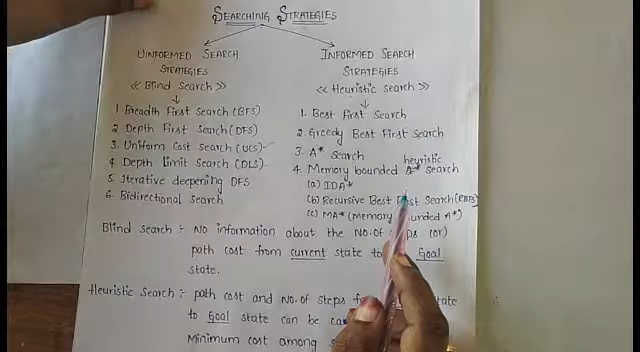 SEARCHING STRATEGIES
UNIFORMED SEARCH STRATEGIES
<< Blind search >>
1. Breadth First Search (BFS)
2 Depth First Search (DFS)
3. Uniform Cost Search (UCS)
4 Depth Limit Search (DLS)
5. Iterative deepening DFS
6. Bidirectional Search
INFORMED SEARCH STRATEGIES
<< Heuristic search >>
1. Best First Search
2. Greedy Best First Search
3. A* search
4. Memory bounded heuristic search
(a) IDA*
(b) Recursive Best First Search (RBFS)
(c) MA* (Memory Bounded A*)
Blind search :- No information about the No. of steps (or)
path cost from current state to Goal
state.
Heuristic Search :- path cost and No. of steps state
to Goal state can be
Minimum cost among